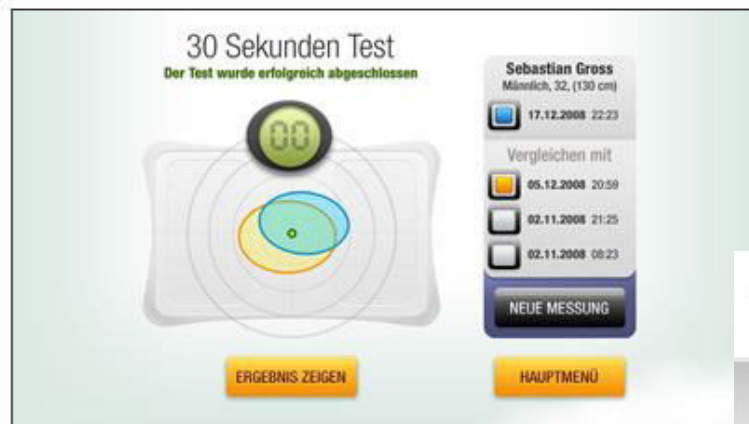 30 Sekunden Test
Der Test wurde erfolgreich abgeschlossen
00
Sebastian Gross
Männlich, 32, (130 cm)
17.12.2008 22:23
Vergleichen mit
05.12.2008 20:59
02.11.2008 21:25
02.11.2008 08:23
NEUE MESSUNG
ERGEBNIS ZEIGEN
HAUPTMENÜ